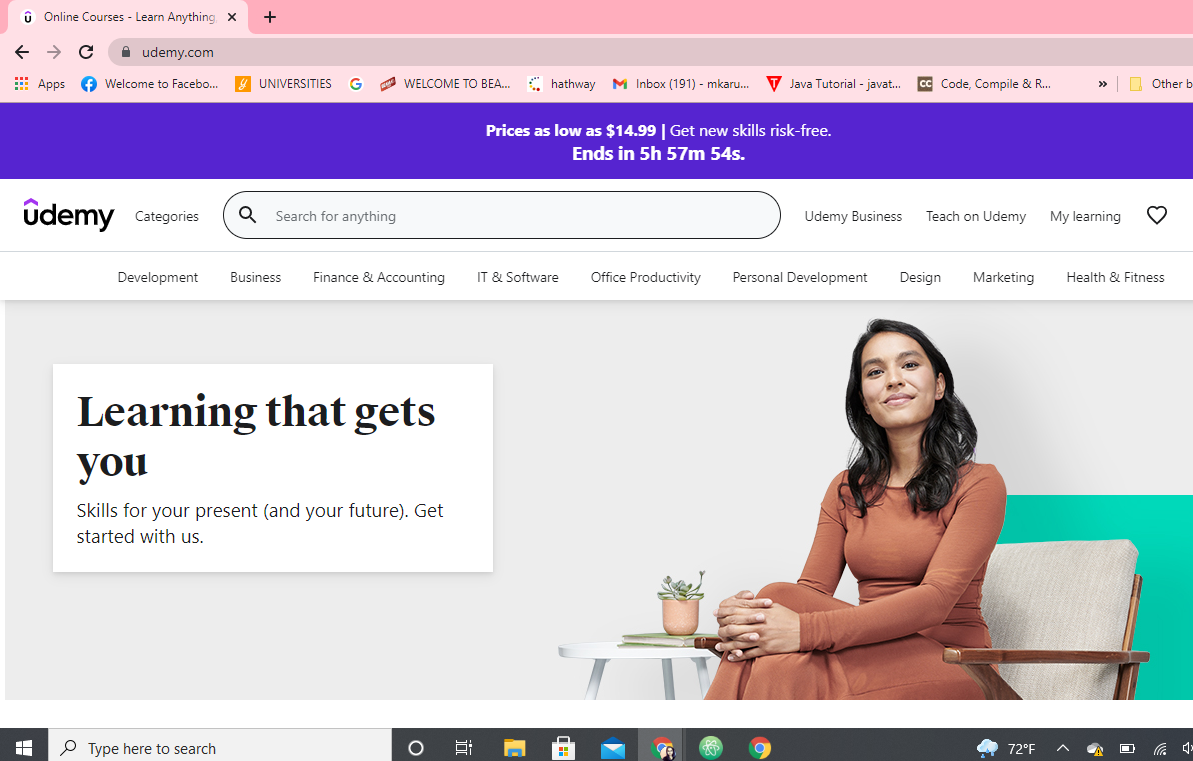 Online Courses - Learn Anything,
udemy.com
Apps Welcome to Facebo... UNIVERSITIES WELCOME TO BEA... hathway Inbox (191) - mkaru... Java Tutorial - javat... CC Code, Compile & R... » Other b
Prices as low as $14.99 | Get new skills risk-free.
Ends in 5h 57m 54s.
udemy Categories Search for anything Udemy Business Teach on Udemy My learning
Development Business Finance & Accounting IT & Software Office Productivity Personal Development Design Marketing Health & Fitness
Learning that gets
you
Skills for your present (and your future). Get
started with us.
Type here to search 72°F